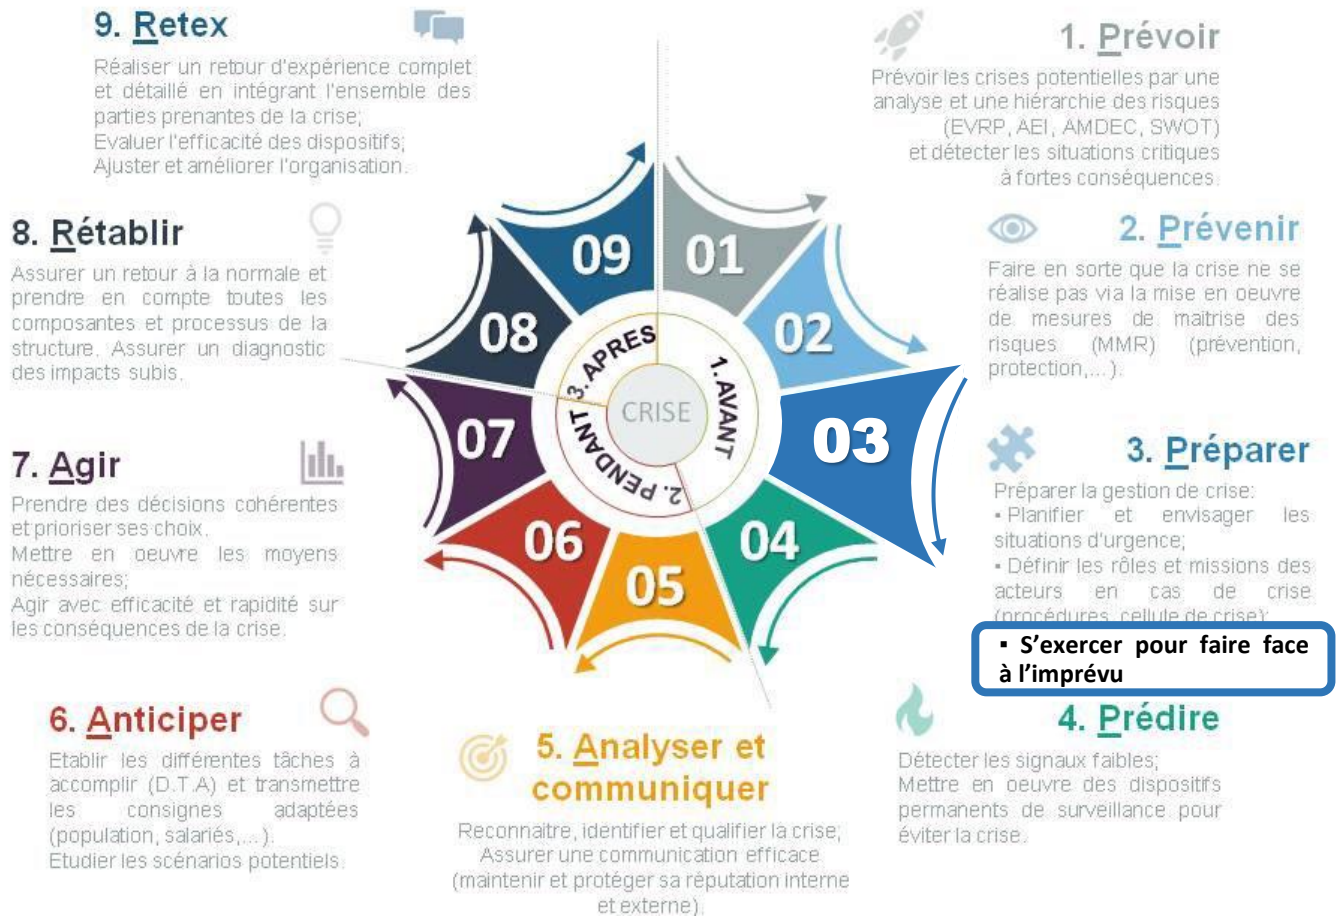 9. Retex
Réaliser un retour d'expérience complet
et détaillé en intégrant l'ensemble des
parties prenantes de la crise;
Evaluer l'efficacité des dispositifs;
Ajuster et améliorer l'organisation.
1. Prévoir
Prévoir les crises potentielles par une
analyse et une hiérarchie des risques
(EVRP, AEI, AMDEC, SWOT)
et détecter les situations critiques
à fortes conséquences.
8. Rétablir
Assurer un retour à la normale et
prendre en compte toutes les
composantes et processus de la
structure. Assurer un diagnostic
des impacts subis.
2. Prévenir
Faire en sorte que la crise ne se
réalise pas via la mise en oeuvre
de mesures de maitrise des
risques (MMR) (prévention,
protection,...).
7. Agir
Prendre des décisions cohérentes
et prioriser ses choix.
Mettre en oeuvre les moyens
nécessaires;
Agir avec efficacité et rapidité sur
les conséquences de la crise.
3. Préparer
Préparer la gestion de crise:
▪ Planifier et envisager les
situations d'urgence;
▪ Définir les rôles et missions des
acteurs en cas de crise
(procédures, cellule de crise);
▪ S'exercer pour faire face
à l'imprévu
6. Anticiper
Etablir les différentes tâches à
accomplir (D.T.A) et transmettre
les consignes adaptées
(population, salariés,...).
Etudier les scénarios potentiels.
5. Analyser et
communiquer
Reconnaitre, identifier et qualifier la crise;
Assurer une communication efficace
(maintenir et protéger sa réputation interne
et externe).
4. Prédire
Détecter les signaux faibles;
Mettre en oeuvre des dispositifs
permanents de surveillance pour
éviter la crise.
01
02
03
04
05
06
07
08
09
1. AVANT
2. PENDANT
3. APRES
CRISE